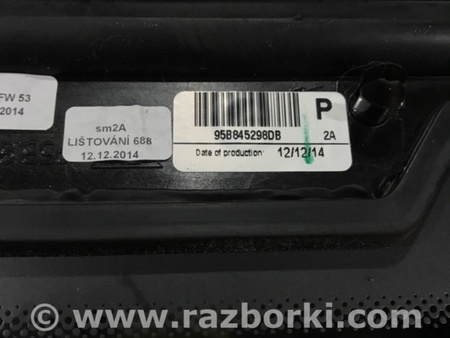 FW 53
2014
sm2A
LIŠTOVÁNÍ 688
12.12.2014
95B845298DB
P
2A
Date of production: 12/12/14
© www.razborki.com